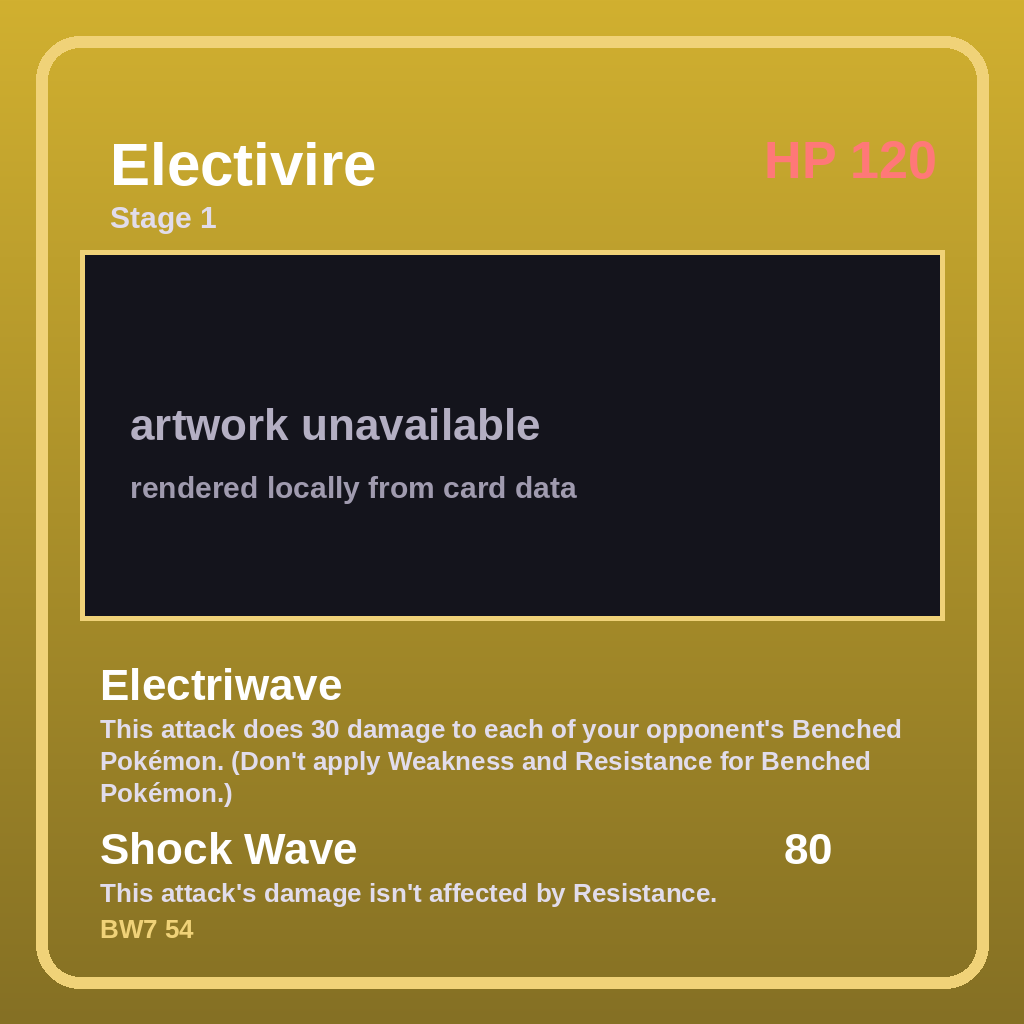 Electivire
HP 120
Stage 1
artwork unavailable
rendered locally from card data
Electriwave
This attack does 30 damage to each of your opponent's Benched
Pokémon. (Don't apply Weakness and Resistance for Benched
Pokémon.)
Shock Wave 80
This attack's damage isn't affected by Resistance.
BW7 54